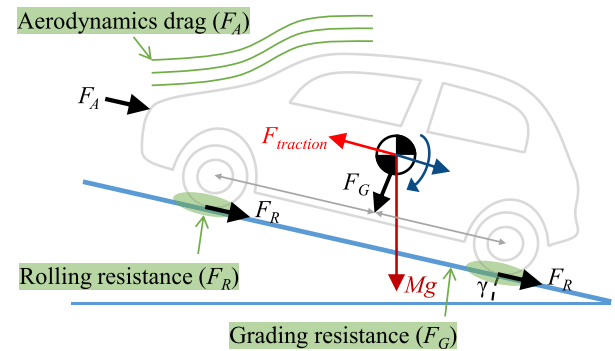 Aerodynamics drag (F_A)
F_A
F_traction
F_G
F_R
Rolling resistance (F_R)
Mg
γ
F_R
Grading resistance (F_G)